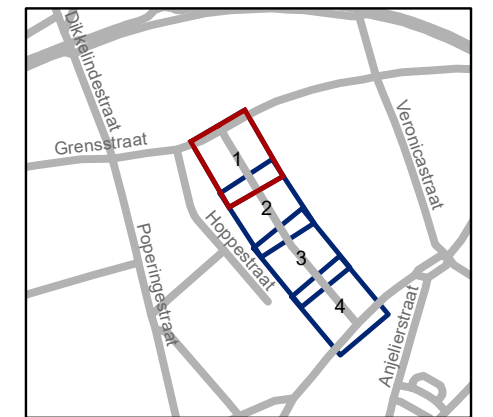 Dikkelindestraat
Grensstraat
Veronicastraat
1
2
Hoppestraat
Poperingestraat
3
4
Anjelierstraat